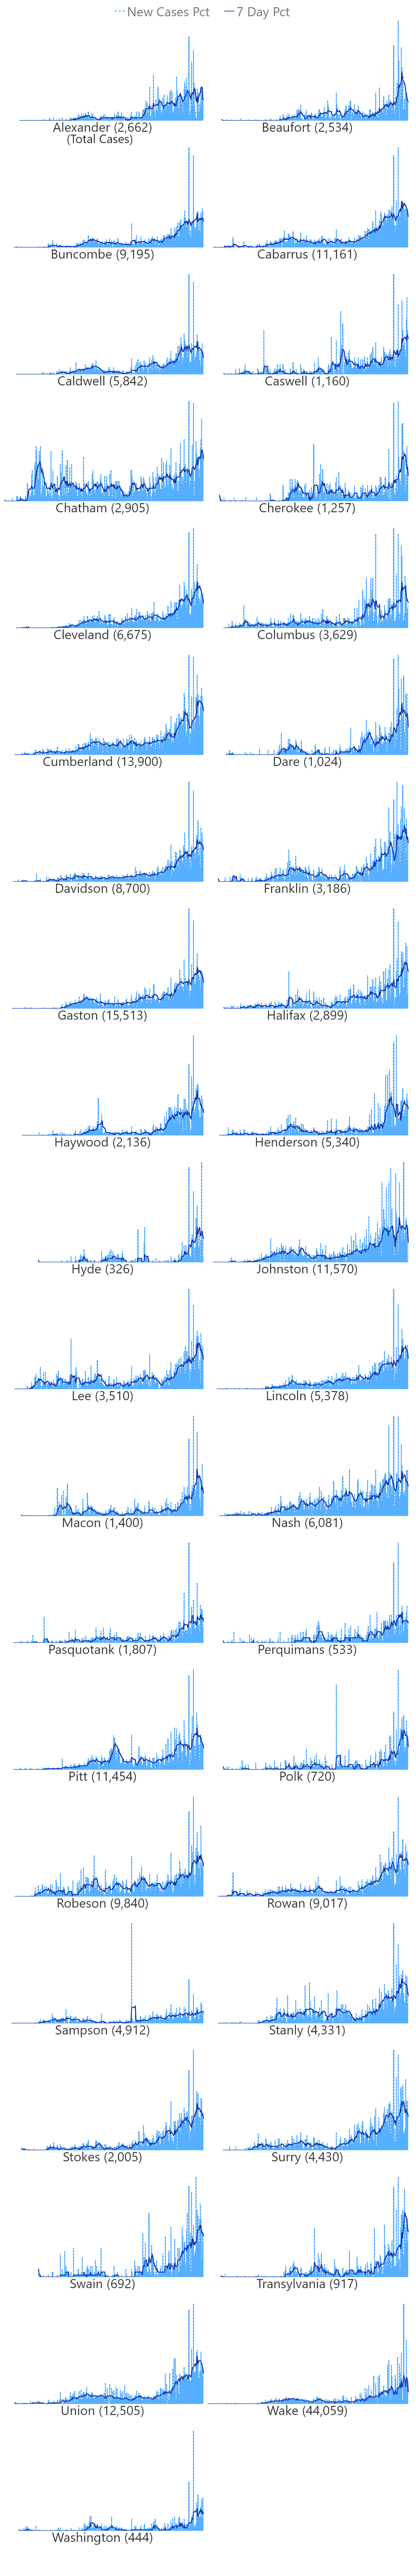 New Cases Pct 7 Day Pct
Alexander (2,662) Beaufort (2,534)
(Total Cases)
Buncombe (9,195) Cabarrus (11,161)
Caldwell (5,842) Caswell (1,160)
Chatham (2,905) Cherokee (1,257)
Cleveland (6,675) Columbus (3,629)
Cumberland (13,900) Dare (1,024)
Davidson (8,700) Franklin (3,186)
Gaston (15,513) Halifax (2,899)
Haywood (2,136) Henderson (5,340)
Hyde (326) Johnston (11,570)
Lee (3,510) Lincoln (5,378)
Macon (1,400) Nash (6,081)
Pasquotank (1,807) Perquimans (533)
Pitt (11,454) Polk (720)
Robeson (9,840) Rowan (9,017)
Sampson (4,912) Stanly (4,331)
Stokes (2,005) Surry (4,430)
Swain (692) Transylvania (917)
Union (12,505) Wake (44,059)
Washington (444)